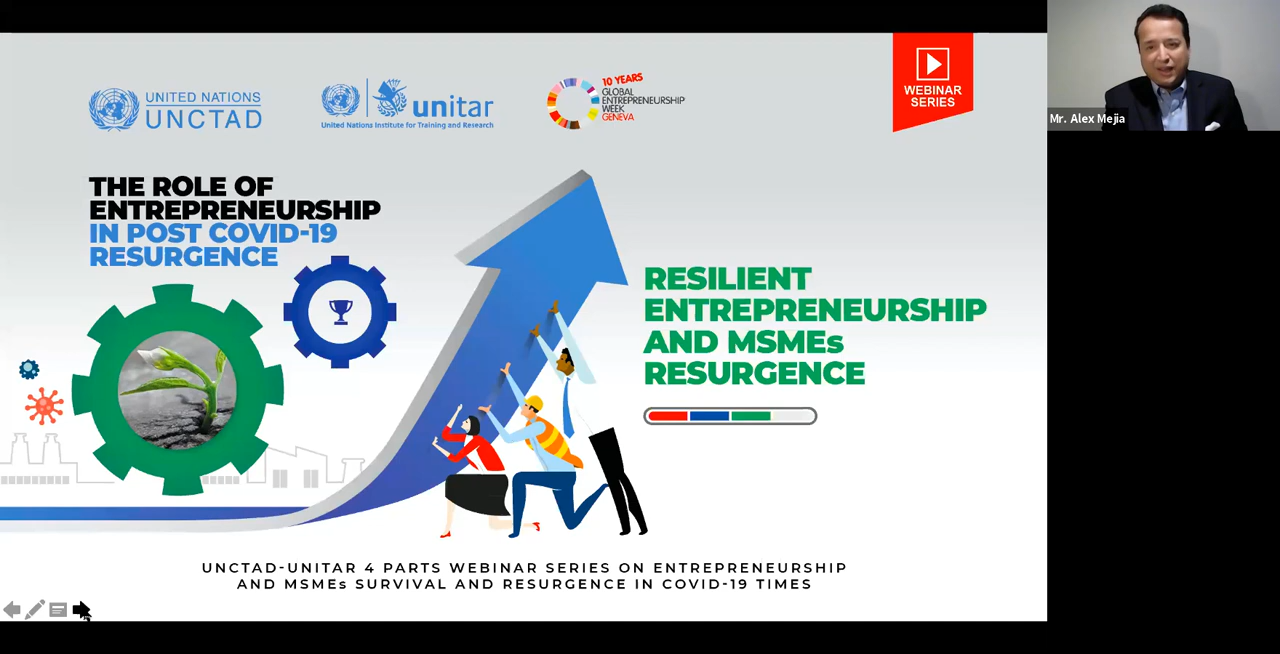 UNITED NATIONS
UNCTAD
unitar
United Nations Institute for Training and Research
10 YEARS
GLOBAL
ENTREPRENEURSHIP
WEEK
GENEVA
WEBINAR
SERIES
Mr. Alex Mejia
THE ROLE OF
ENTREPRENEURSHIP
IN POST COVID-19
RESURGENCE
RESILIENT
ENTREPRENEURSHIP
AND MSMEs
RESURGENCE
UNCTAD-UNITAR 4 PARTS WEBINAR SERIES ON ENTREPRENEURSHIP
AND MSMEs SURVIVAL AND RESURGENCE IN COVID-19 TIMES